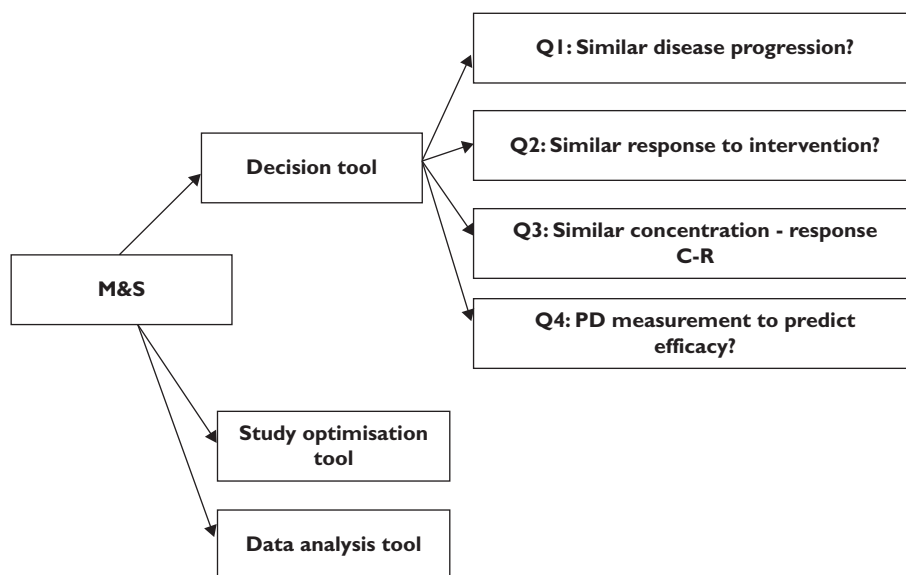 Q1: Similar disease progression?
Q2: Similar response to intervention?
Decision tool
Q3: Similar concentration - response
C-R
M&S
Q4: PD measurement to predict
efficacy?
Study optimisation
tool
Data analysis tool